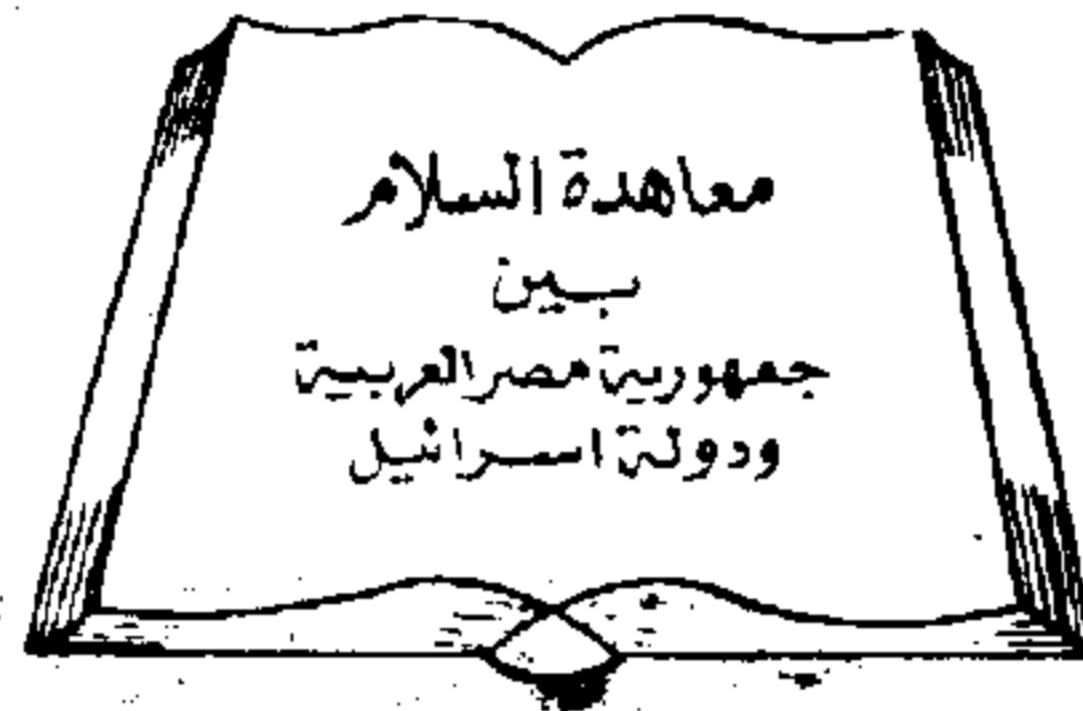 معاهدة السلام
بين
جمهورية مصر العربية
ودولة اسرائيل